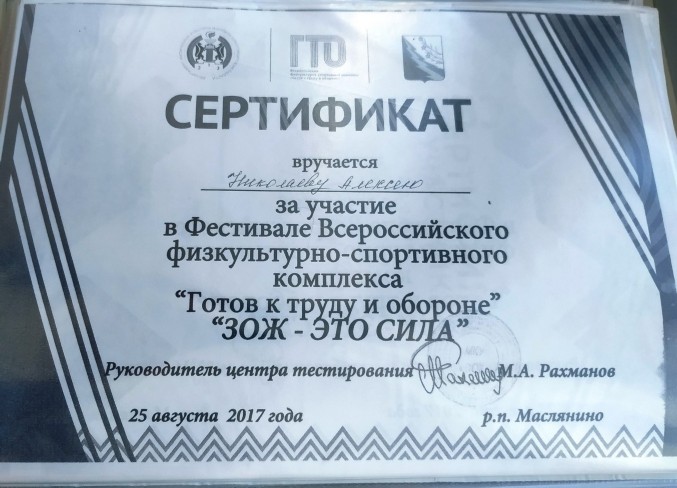 ГТО
СЕРТИФИКАТ
вручается
Николаеву Алексею
за участие
в Фестивале Всероссийского
физкультурно-спортивного
комплекса
“Готов к труду и обороне”
“ЗОЖ - ЭТО СИЛА”
Руководитель центра тестирования М.А. Рахманов
25 августа 2017 года р.п. Маслянино